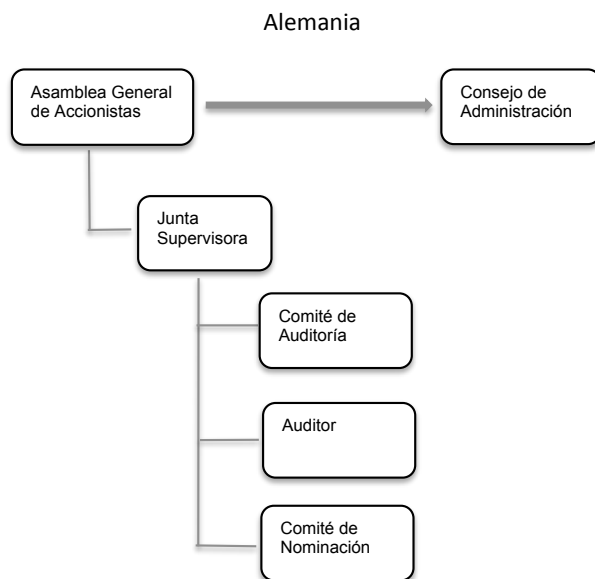 Alemania
Asamblea General
de Accionistas
Consejo de
Administración
Junta
Supervisora
Comité de
Auditoría
Auditor
Comité de
Nominación